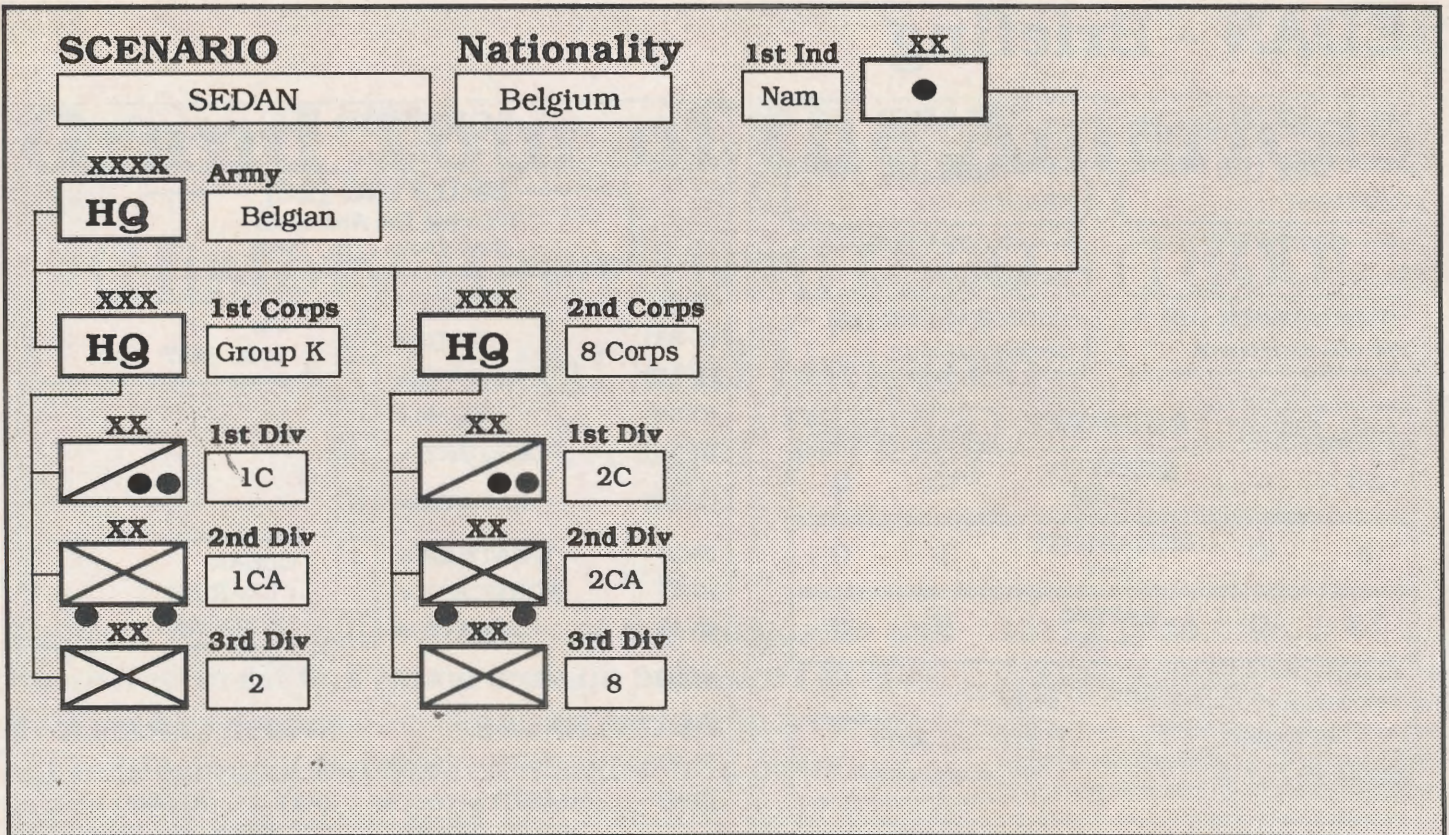 SCENARIO Nationality 1st Ind XX
SEDAN Belgium Nam
XXXX Army
HQ Belgian
XXX 1st Corps XXX 2nd Corps
HQ Group K HQ 8 Corps
XX 1st Div XX 1st Div
1C 2C
XX 2nd Div XX 2nd Div
1CA 2CA
XX 3rd Div XX 3rd Div
2 8